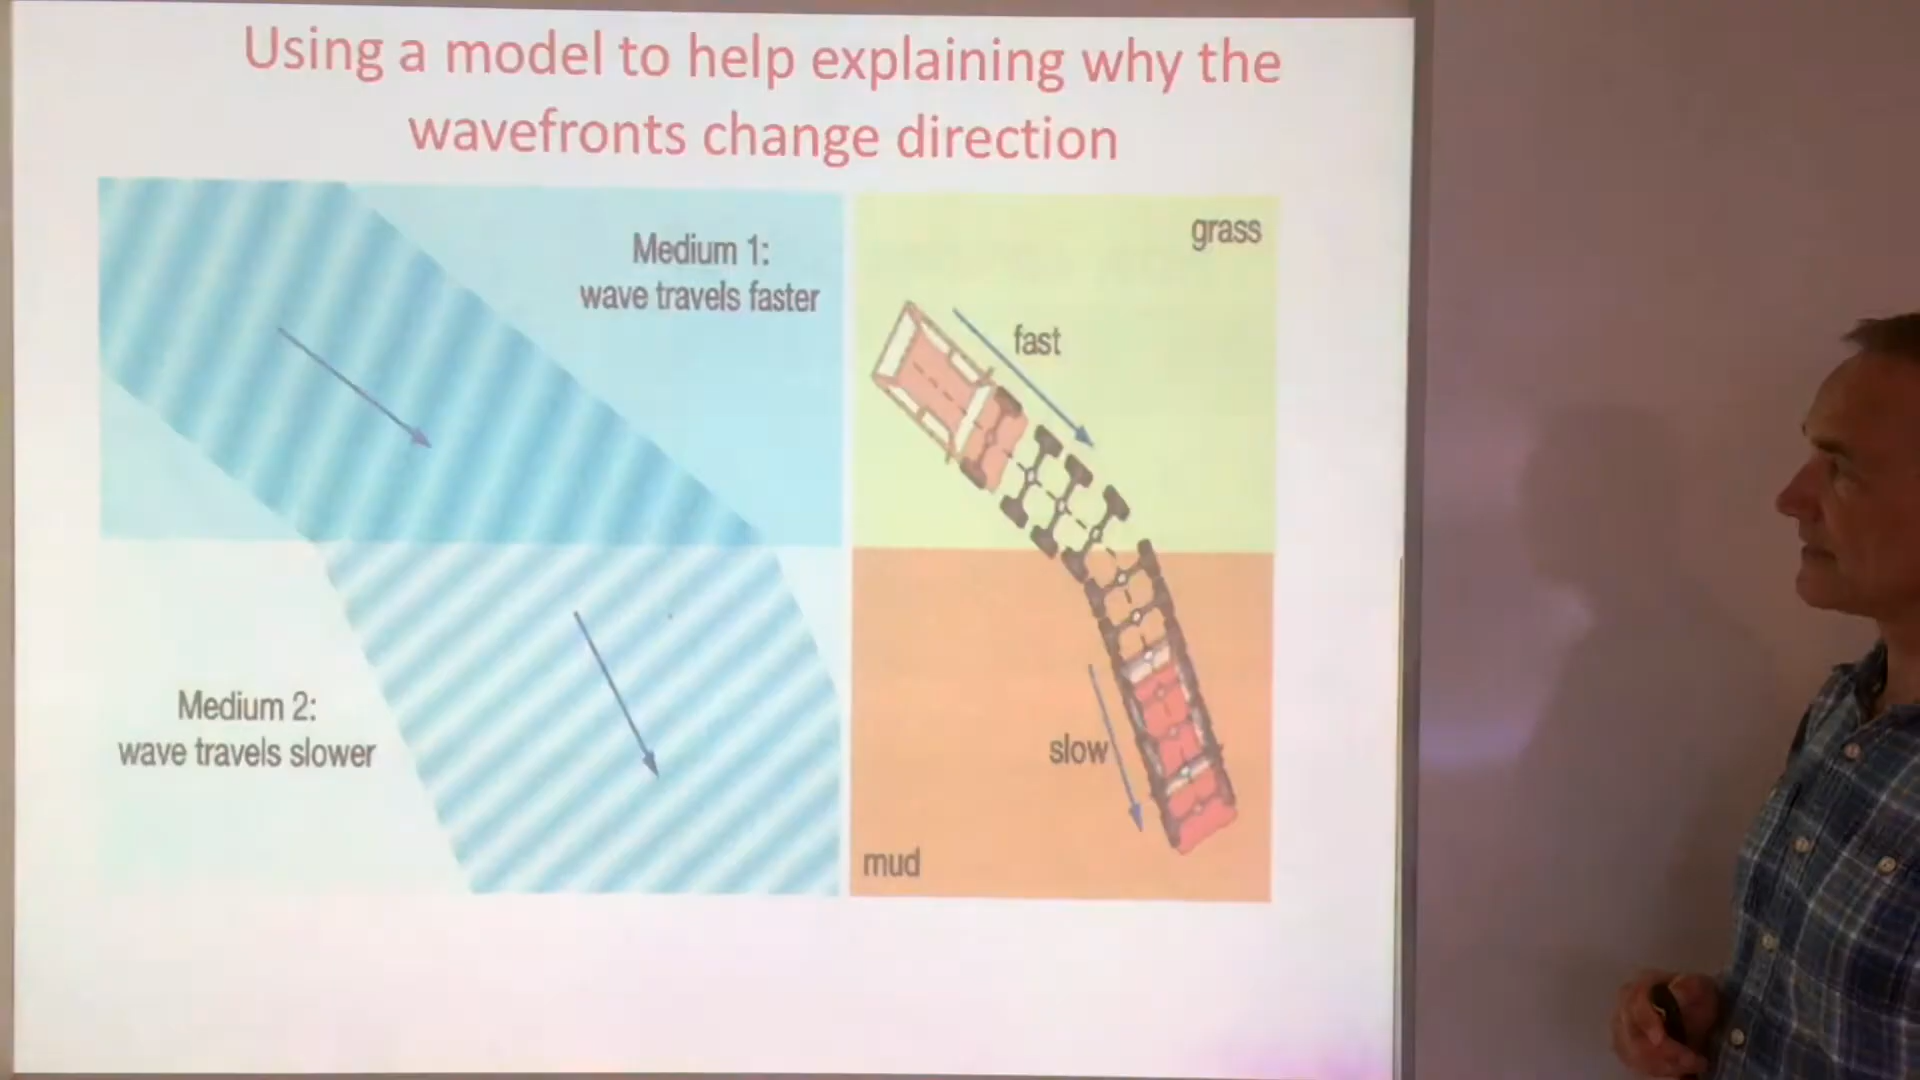 Using a model to help explaining why the
wavefronts change direction
Medium 1:
wave travels faster
Medium 2:
wave travels slower
grass
fast
slow
mud